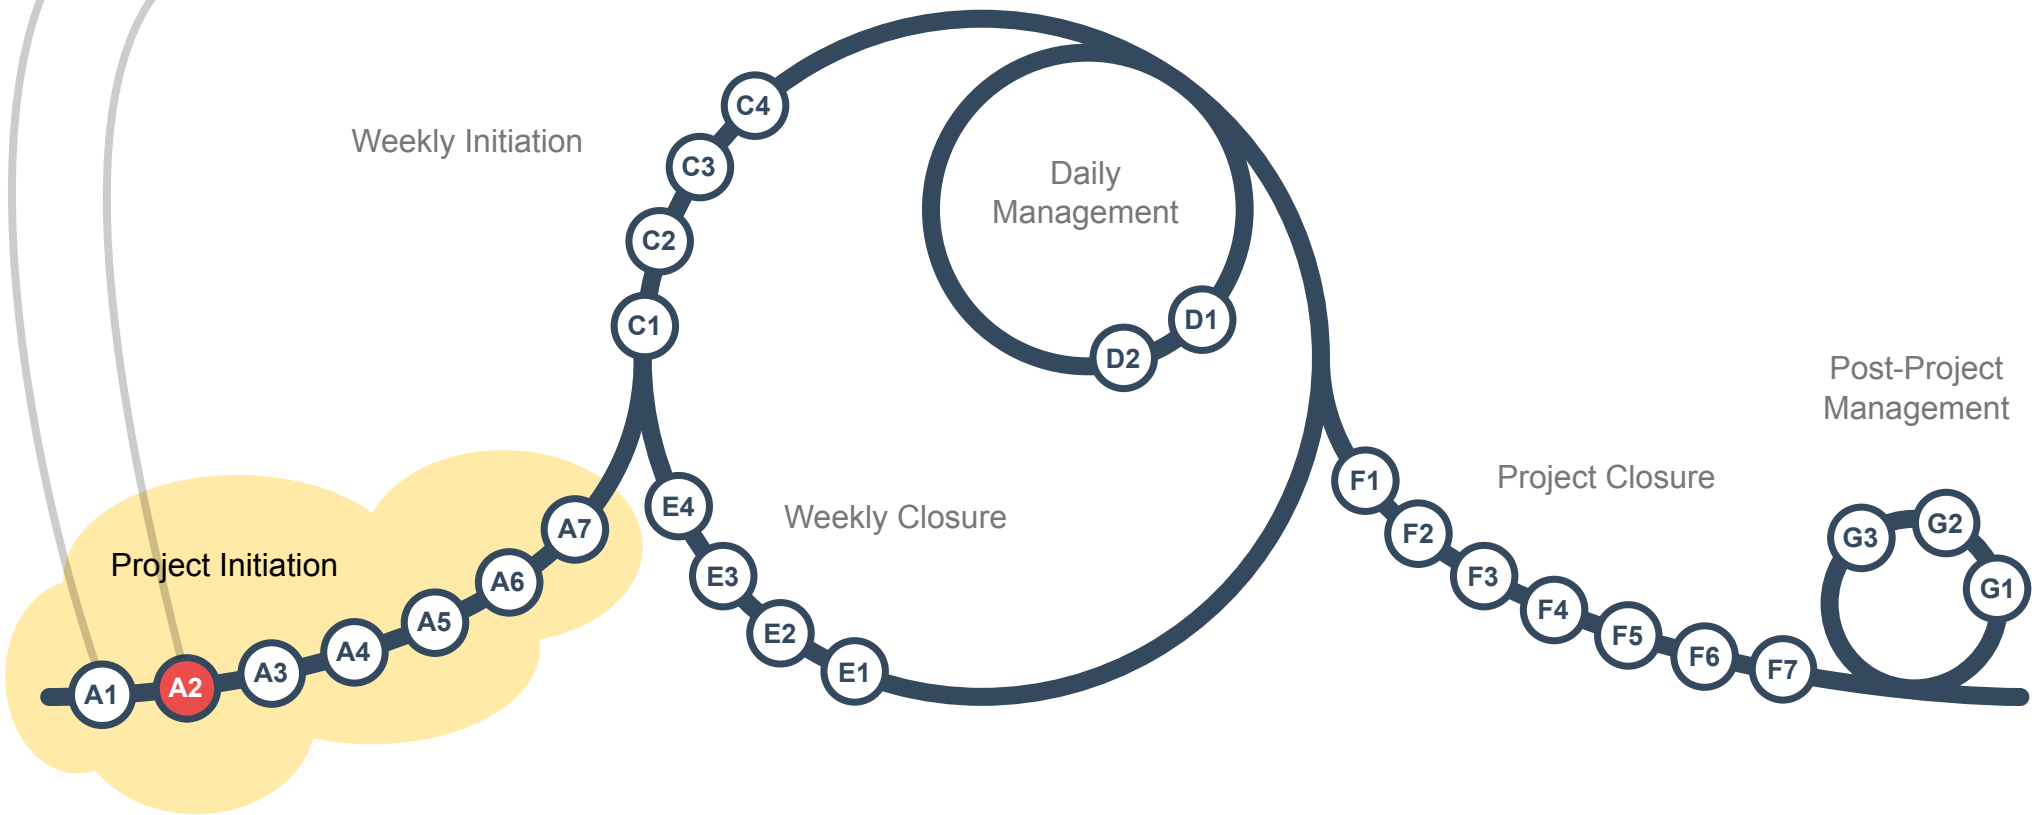 Weekly Initiation
C4
C3
C2
C1
Daily
Management
D1
D2
Project Initiation
A1
A2
A3
A4
A5
A6
A7
Weekly Closure
E4
E3
E2
E1
Project Closure
F1
F2
F3
F4
F5
F6
F7
Post-Project
Management
G3
G2
G1